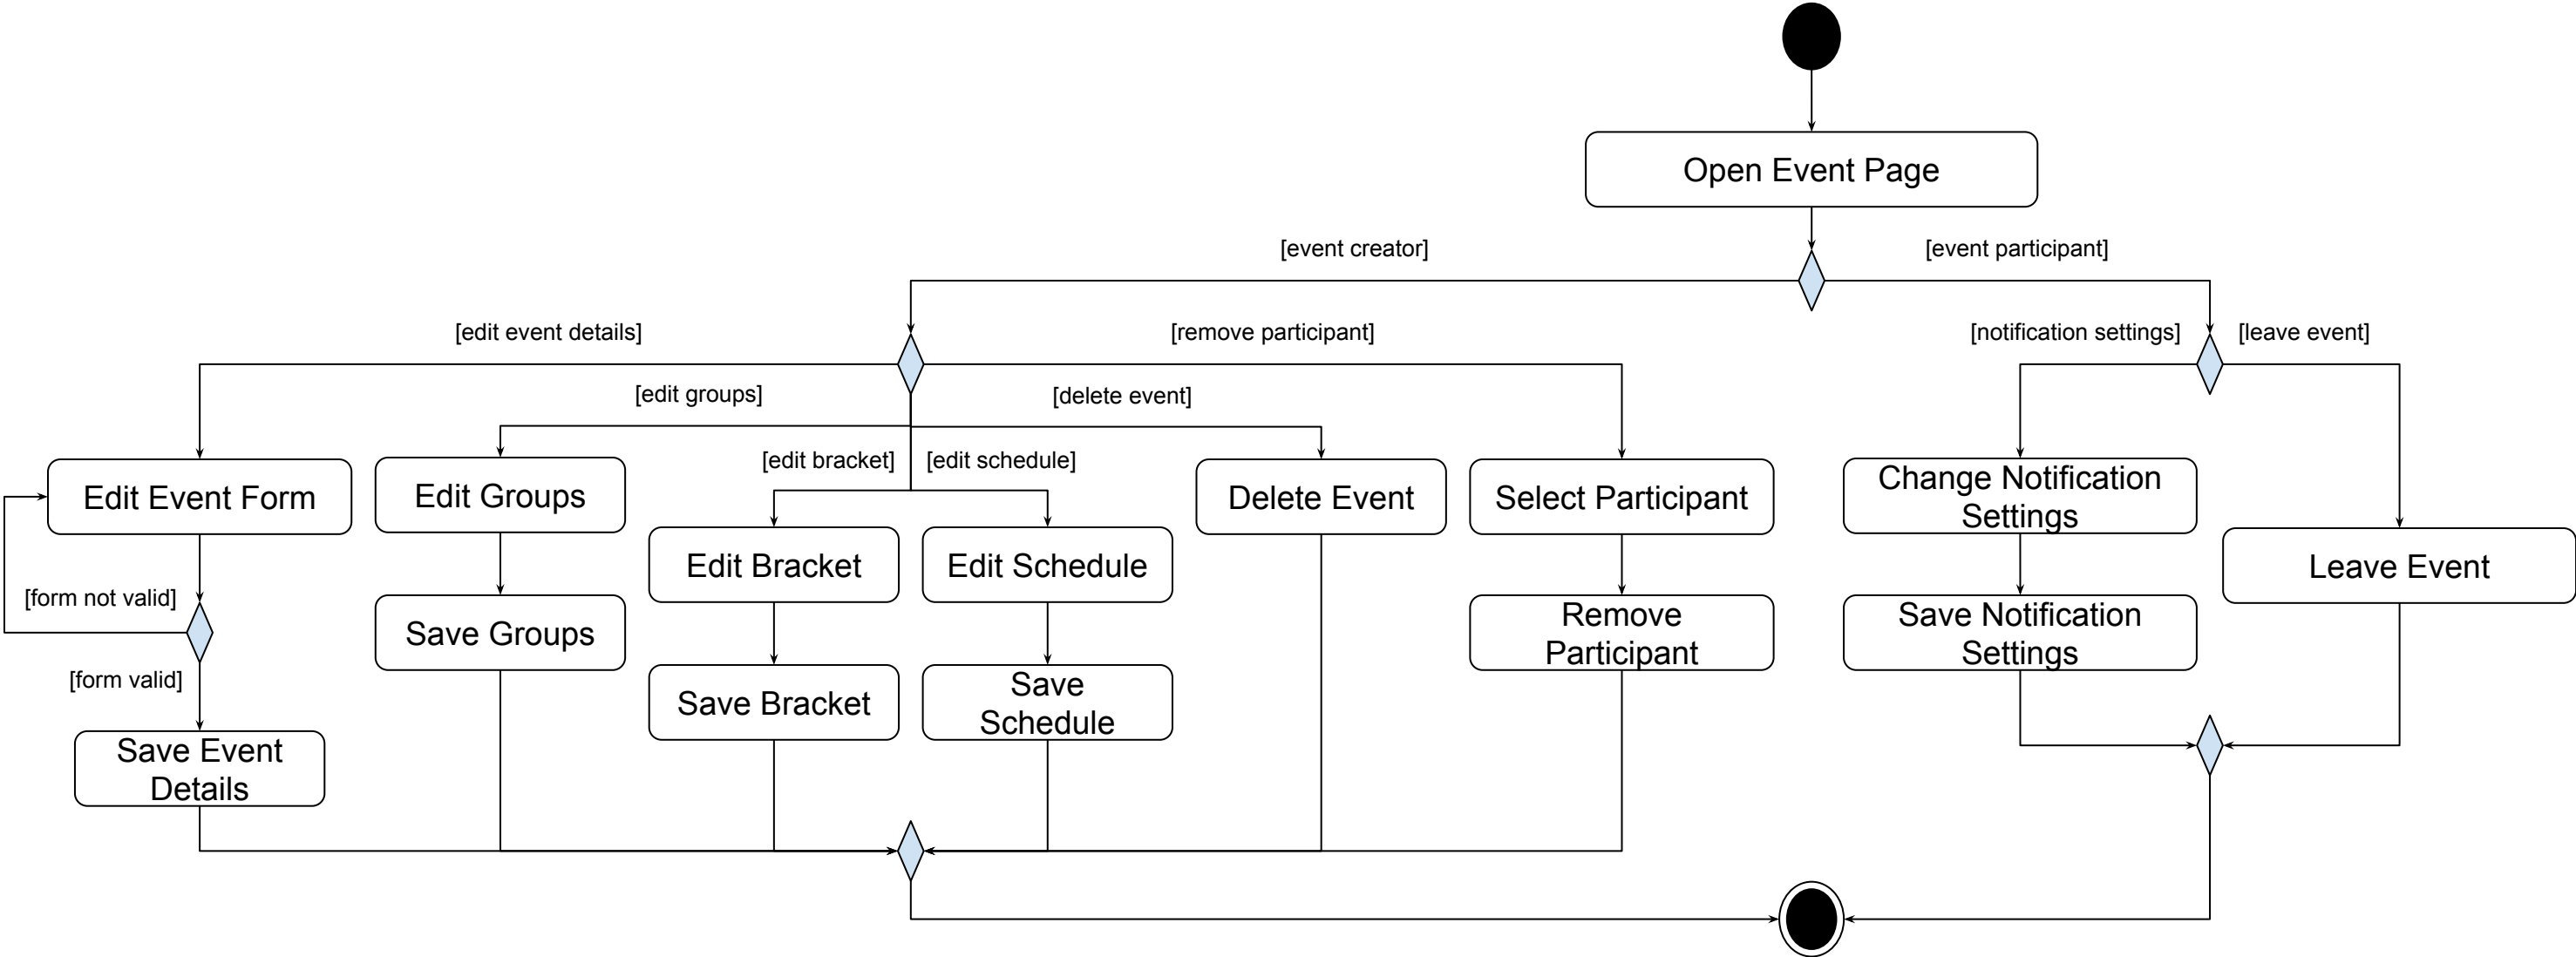 Open Event Page
[event creator]
[event participant]
[edit event details]
[remove participant]
[notification settings]
[leave event]
[edit groups]
[delete event]
[edit bracket]
[edit schedule]
Edit Event Form
Edit Groups
Delete Event
Select Participant
Change Notification
Settings
Edit Bracket
Edit Schedule
Leave Event
[form not valid]
Save Groups
Remove
Participant
Save Notification
Settings
[form valid]
Save Bracket
Save
Schedule
Save Event
Details